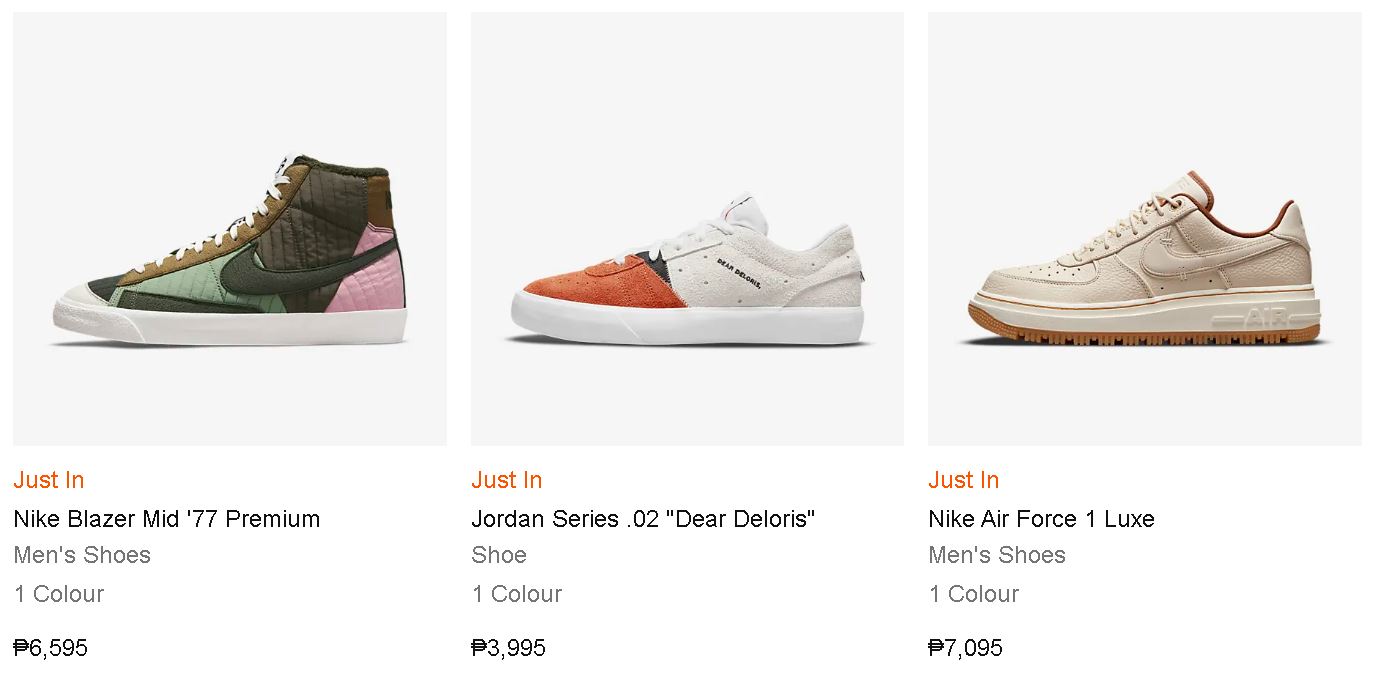 DEAR DELORIS,
AIR
Just In
Nike Blazer Mid '77 Premium
Men's Shoes
1 Colour
₱6,595
Just In
Jordan Series .02 "Dear Deloris"
Shoe
1 Colour
₱3,995
Just In
Nike Air Force 1 Luxe
Men's Shoes
1 Colour
₱7,095